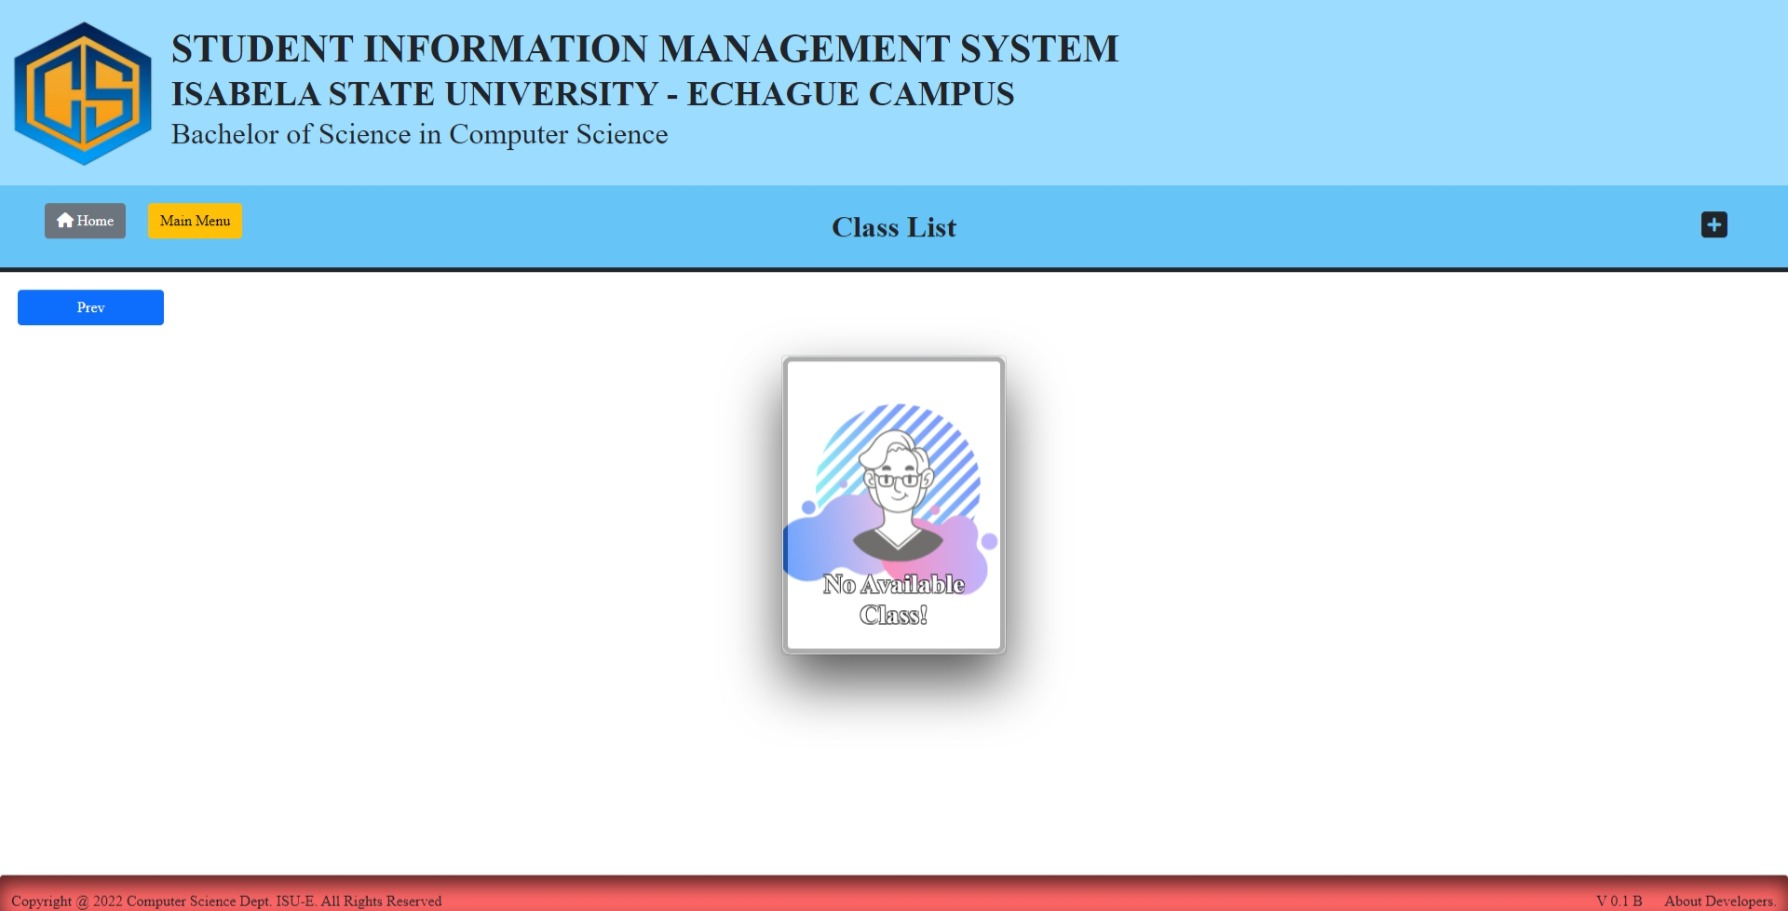 CS
STUDENT INFORMATION MANAGEMENT SYSTEM
ISABELA STATE UNIVERSITY - ECHAGUE CAMPUS
Bachelor of Science in Computer Science
Home
Main Menu
Class List
Prev
No Available
Class!
Copyright @ 2022 Computer Science Dept. ISU-E. All Rights Reserved
V 0.1 B
About Developers.